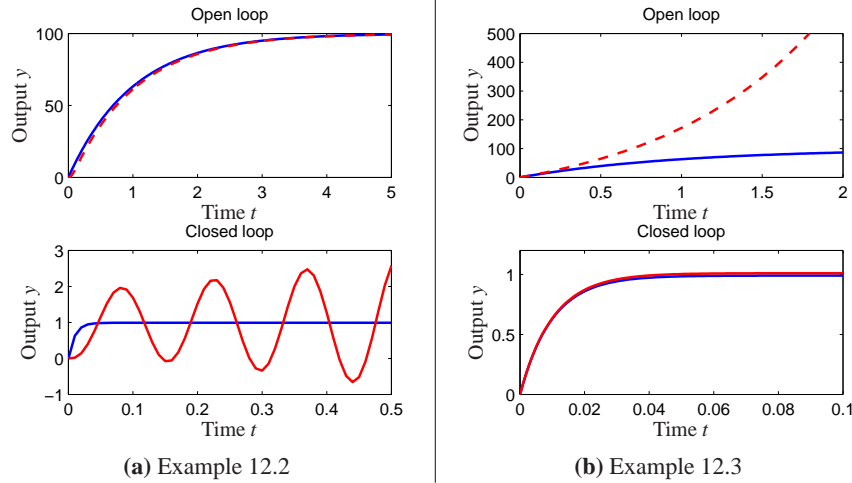 Open loop
100
50
0
Output y
0 1 2 3 4 5
Time t
Closed loop
3
2
1
0
−1
Output y
0 0.1 0.2 0.3 0.4 0.5
Time t
(a) Example 12.2
Open loop
500
400
300
200
100
0
Output y
0 0.5 1 1.5 2
Time t
Closed loop
1
0.5
0
Output y
0 0.02 0.04 0.06 0.08 0.1
Time t
(b) Example 12.3